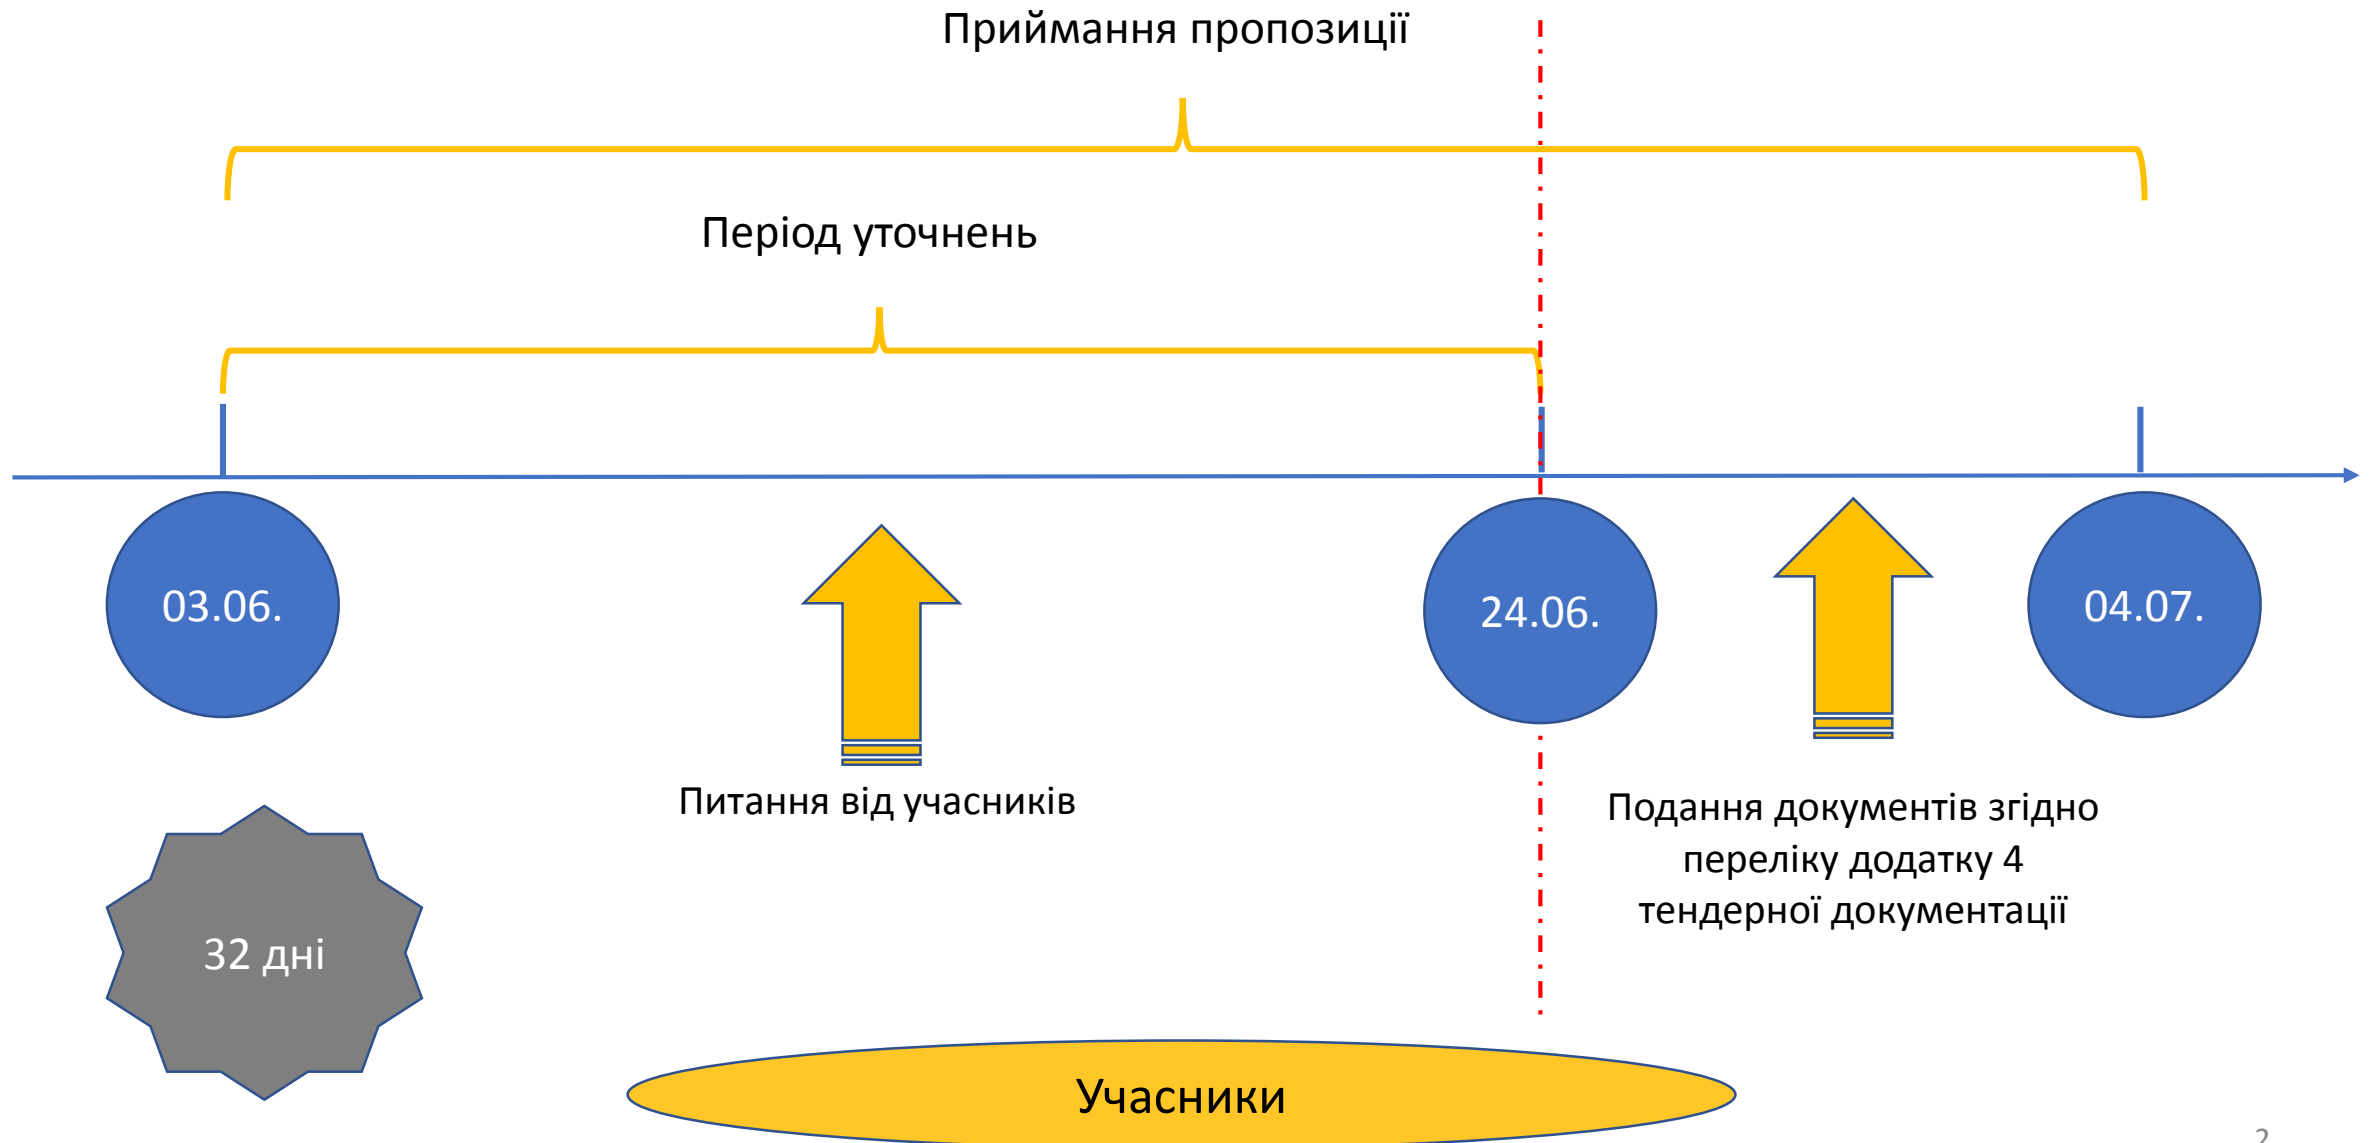 Приймання пропозиції
Період уточнень
03.06.
24.06.
04.07.
Питання від учасників
Подання документів згідно
переліку додатку 4
тендерної документації
32 дні
Учасники
2